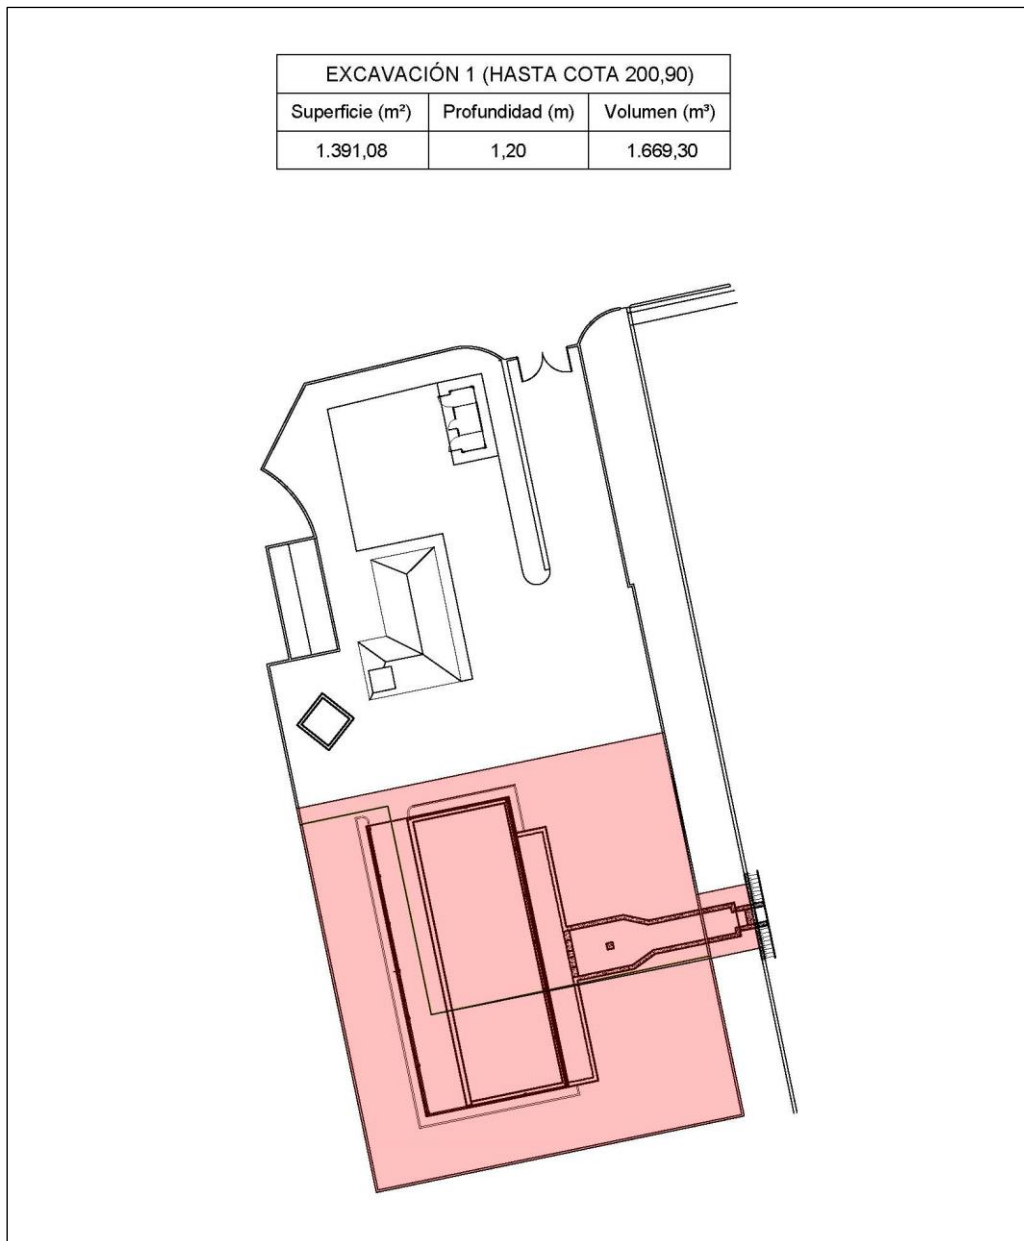 EXCAVACIÓN 1 (HASTA COTA 200,90)
Superficie (m²) Profundidad (m) Volumen (m³)
1.391,08 1,20 1.669,30